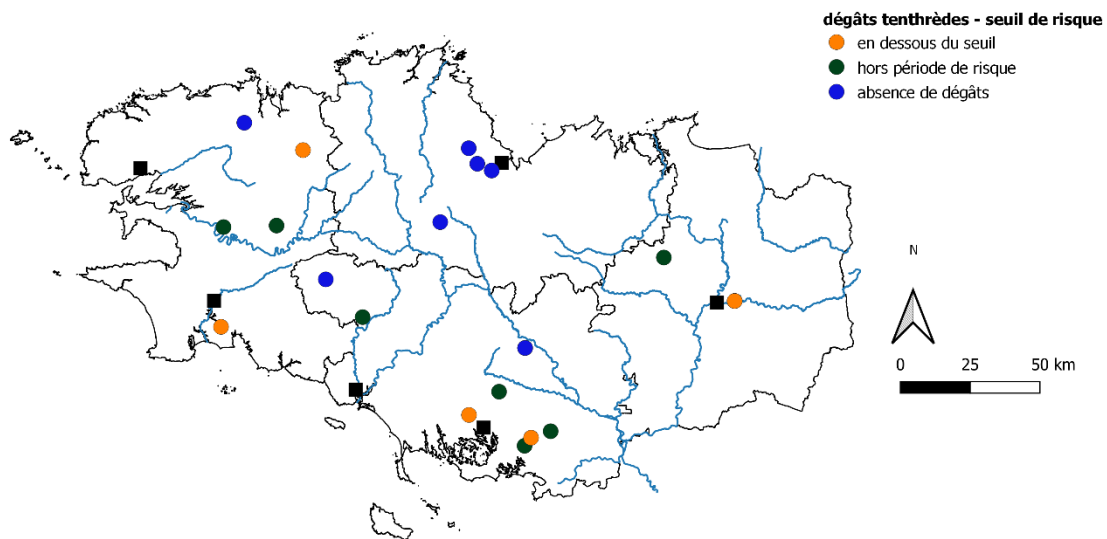 dégâts tenthrèdes - seuil de risque
en dessous du seuil
hors période de risque
absence de dégâts
N
0 25 50 km